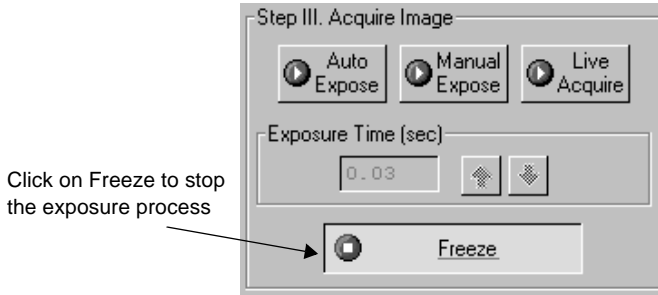 Step III. Acquire Image
Auto
Expose
Manual
Expose
Live
Acquire
Exposure Time (sec)
0.03
Click on Freeze to stop
the exposure process
Freeze